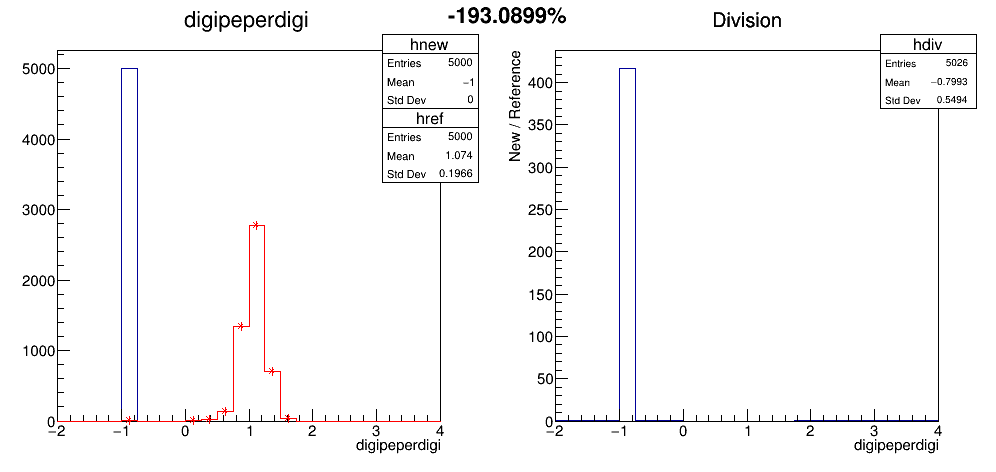 -193.0899%
digipeperdigi
hnew
Entries 5000
Mean −1
Std Dev 0
href
Entries 5000
Mean 1.074
Std Dev 0.1966
5000
4000
3000
2000
1000
0
−2 −1 0 1 2 3 4
digipeperdigi
Division
hdiv
Entries 5026
Mean −0.7993
Std Dev 0.5494
New / Reference
400
350
300
250
200
150
100
50
0
−2 −1 0 1 2 3 4
digipeperdigi